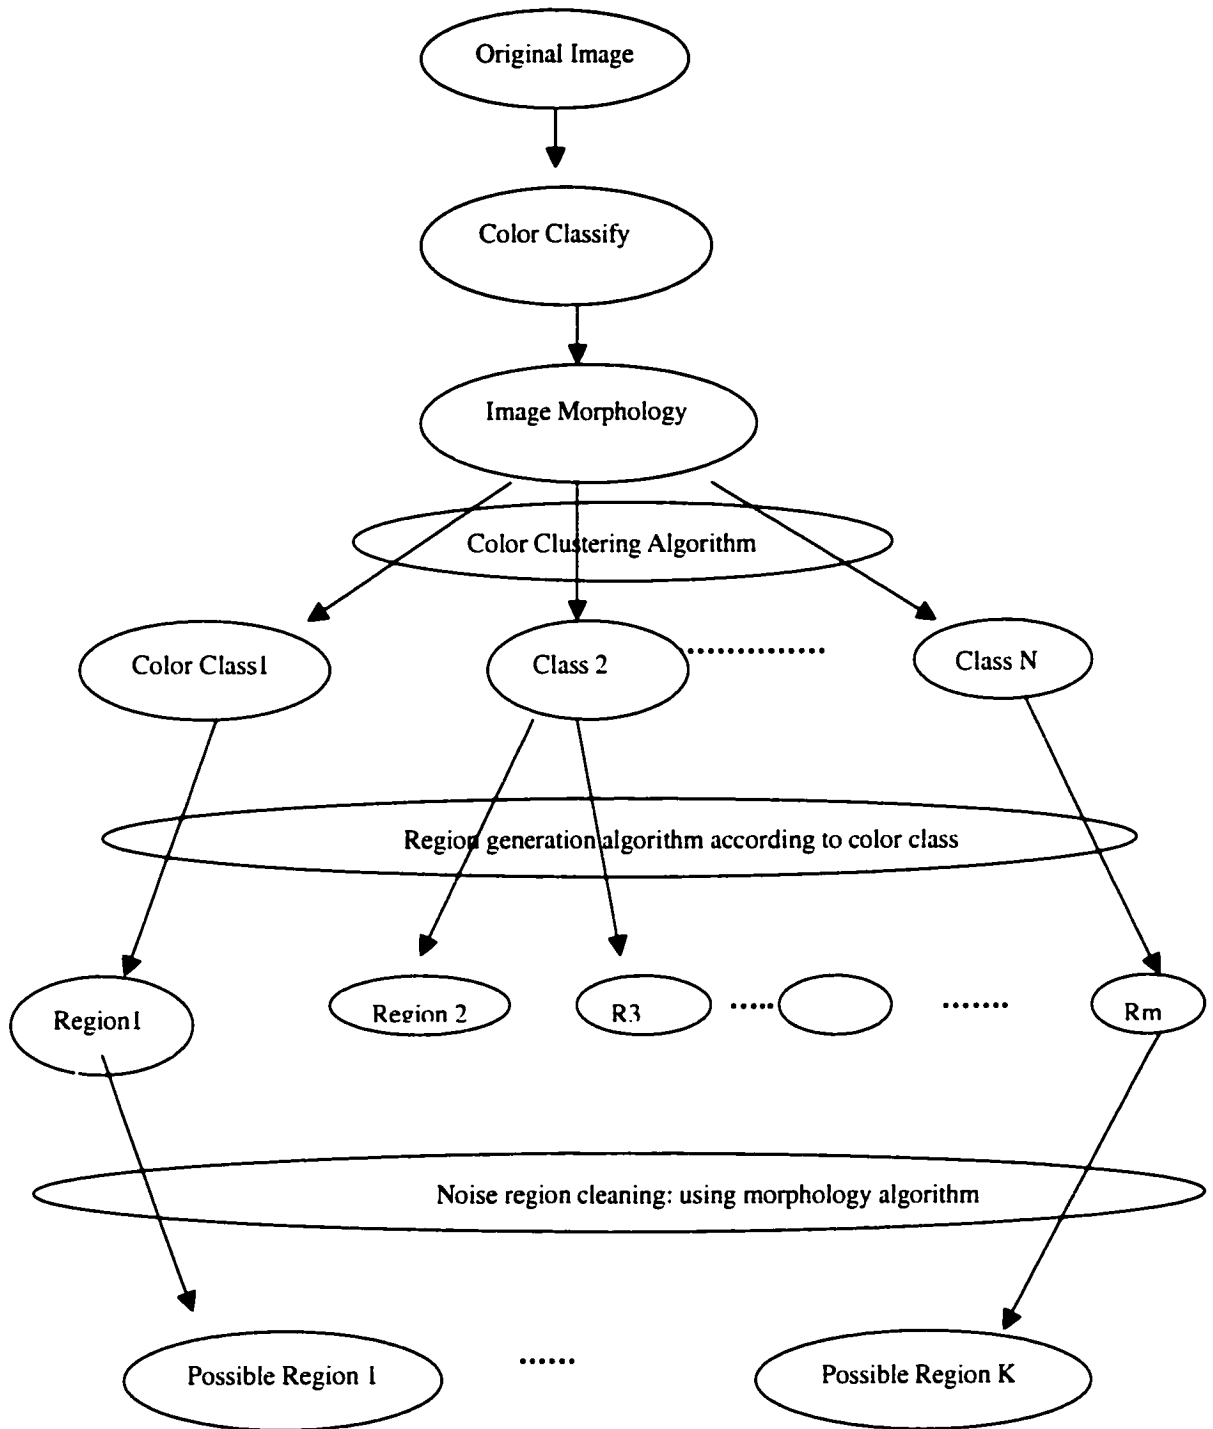 Original Image
Color Classify
Image Morphology
Color Clustering Algorithm
Color Class1
Class 2
..............
Class N
Region generation algorithm according to color class
Region1
Region 2
R3
.....
.......
Rm
Noise region cleaning: using morphology algorithm
Possible Region 1
......
Possible Region K